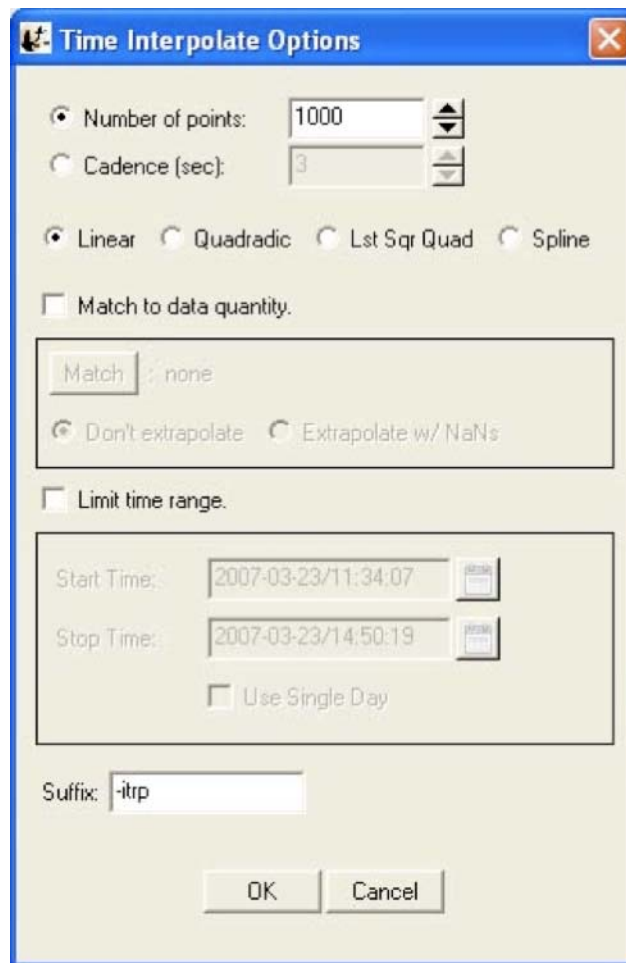 Time Interpolate Options
Number of points: 1000
Cadence (sec): 3
Linear Quadradic Lst Sqr Quad Spline
Match to data quantity.
Match : none
Don't extrapolate Extrapolate w/ NaNs
Limit time range.
Start Time: 2007-03-23/11:34:07
Stop Time: 2007-03-23/14:50:19
Use Single Day
Suffix: -itrp
OK Cancel